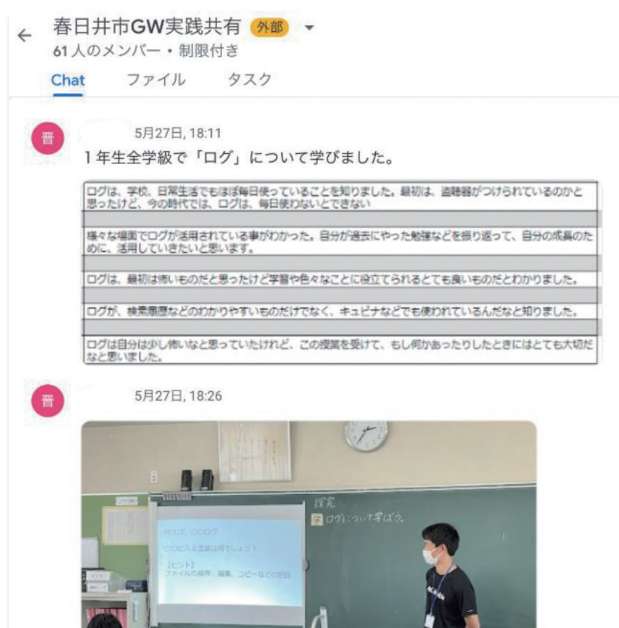 春日井市GW実践共有 外部
61人のメンバー・制限付き
Chat ファイル タスク
晋
5月27日, 18:11
1年生全学級で「ログ」について学びました。
ログは、学校、日常生活でもほぼ毎日使っていることを知りました。最初は、盗聴器がつけられているのかと
思ったけど、今の時代では、ログは、毎日使わないとできない
様々な場面でログが活用されている事がわかった。自分が過去にやった勉強などを振り返って、自分の成長のた
めに、活用していきたいと思います。
ログは、最初は怖いものだと思ったけど学習や色々なことに役立てられるとても良いものだとわかりました。
ログが、検索履歴などのわかりやすいものだけでなく、キュビナなどでも使われているんだなと知りました。
ログは自分は少し怖いなと思っていたけれど、この授業を受けて、もし何かあったりしたときにはとても大切だ
なと思いました。
晋
5月27日, 18:26
探究
学 ログについて学ぼう。
【ヒント】
ファイルの操作、編集、コピーなどの記録